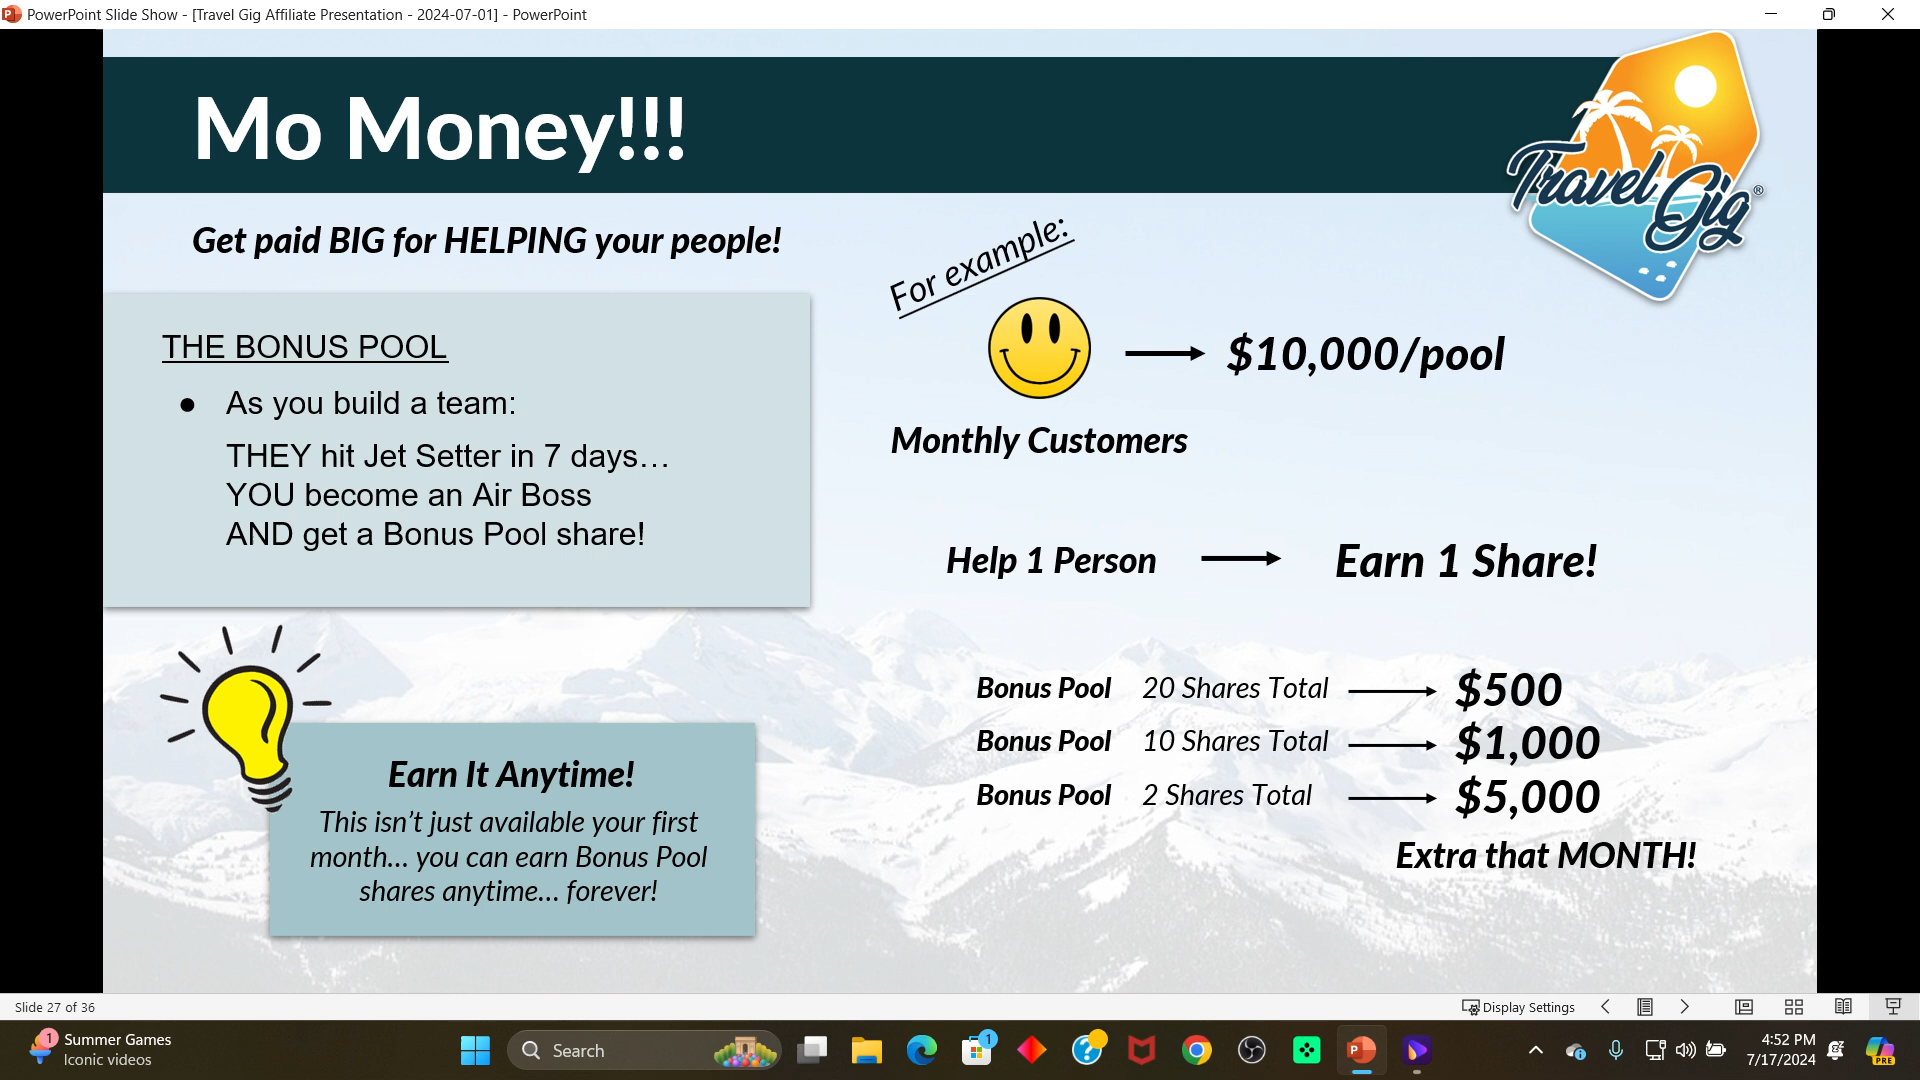 PowerPoint Slide Show - [Travel Gig Affiliate Presentation - 2024-07-01] - PowerPoint
Mo Money!!!
Travel Gig®
Get paid BIG for HELPING your people!
THE BONUS POOL
● As you build a team:
THEY hit Jet Setter in 7 days…
YOU become an Air Boss
AND get a Bonus Pool share!
Earn It Anytime!
This isn't just available your first
month… you can earn Bonus Pool
shares anytime… forever!
For example:
$10,000/pool
Monthly Customers
Help 1 Person Earn 1 Share!
Bonus Pool 20 Shares Total $500
Bonus Pool 10 Shares Total $1,000
Bonus Pool 2 Shares Total $5,000
Extra that MONTH!
Slide 27 of 36
Display Settings
1
Summer Games
Iconic videos
Search
1
4:52 PM
7/17/2024
PRE